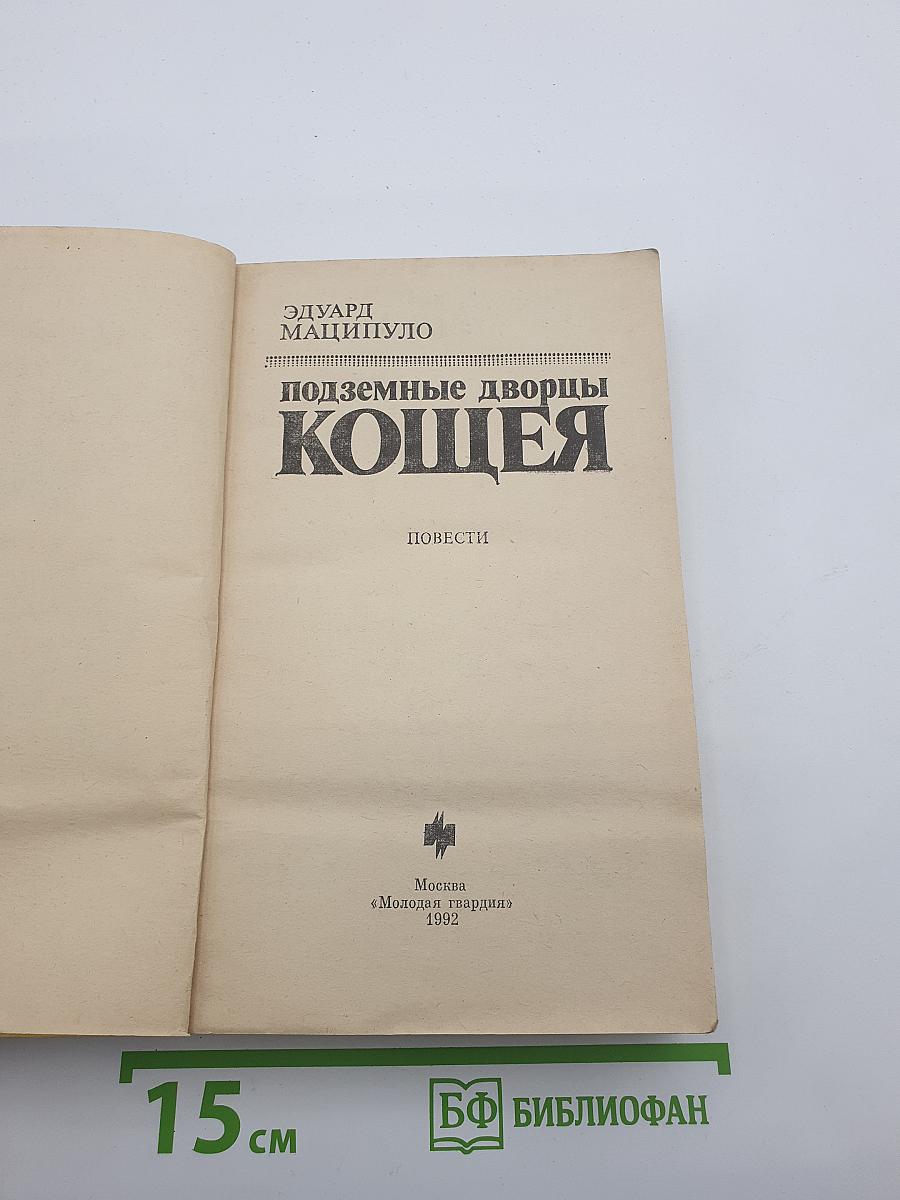 ЭДУАРД
МАЦИПУЛО
ПОДЗЕМНЫЕ ДВОРЦЫ
КОЩЕЯ
ПОВЕСТИ
Москва
«Молодая гвардия»
1992
15 см
БФ БИБЛИОФАН